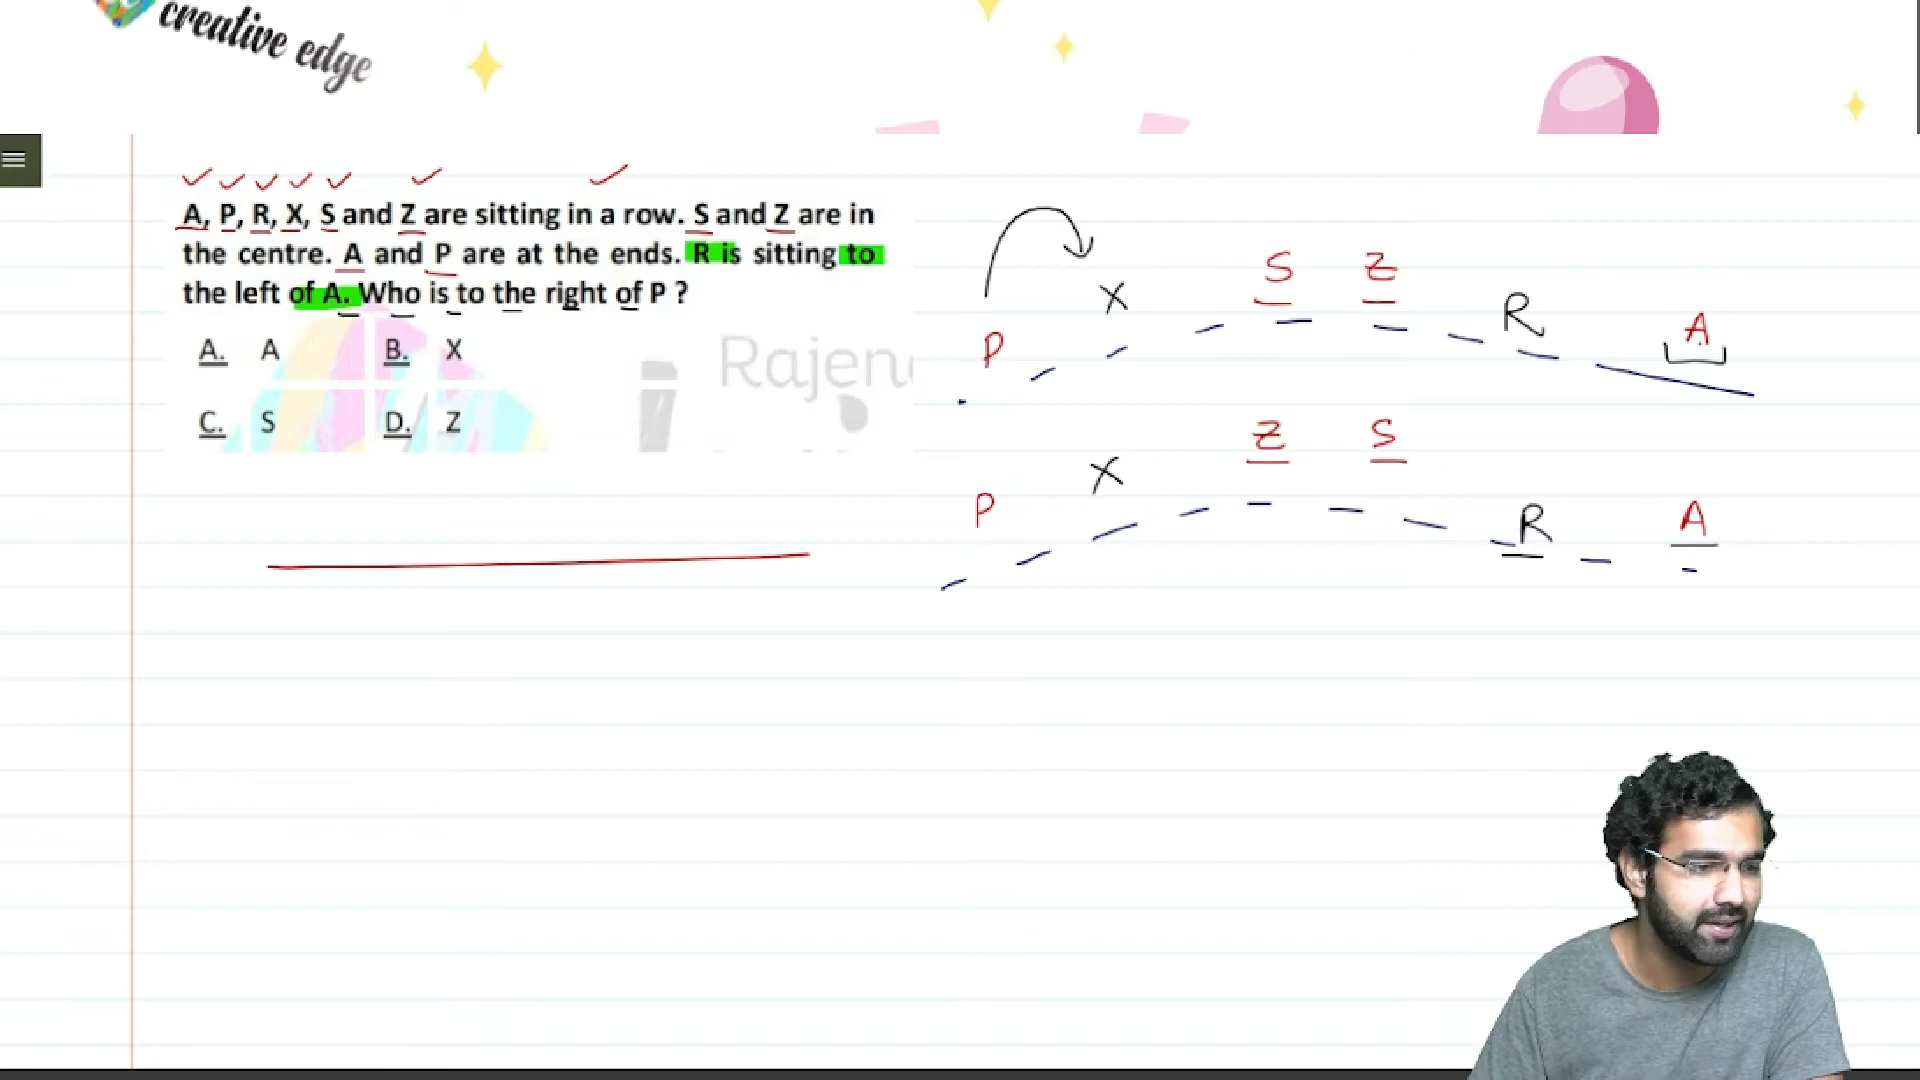 creative edge
A, P, R, X, S and Z are sitting in a row. S and Z are in
the centre. A and P are at the ends. R is sitting to
the left of A. Who is to the right of P ?
A. A B. X
C. S D. Z
Rajen
P X S Z R A
P X Z S R A